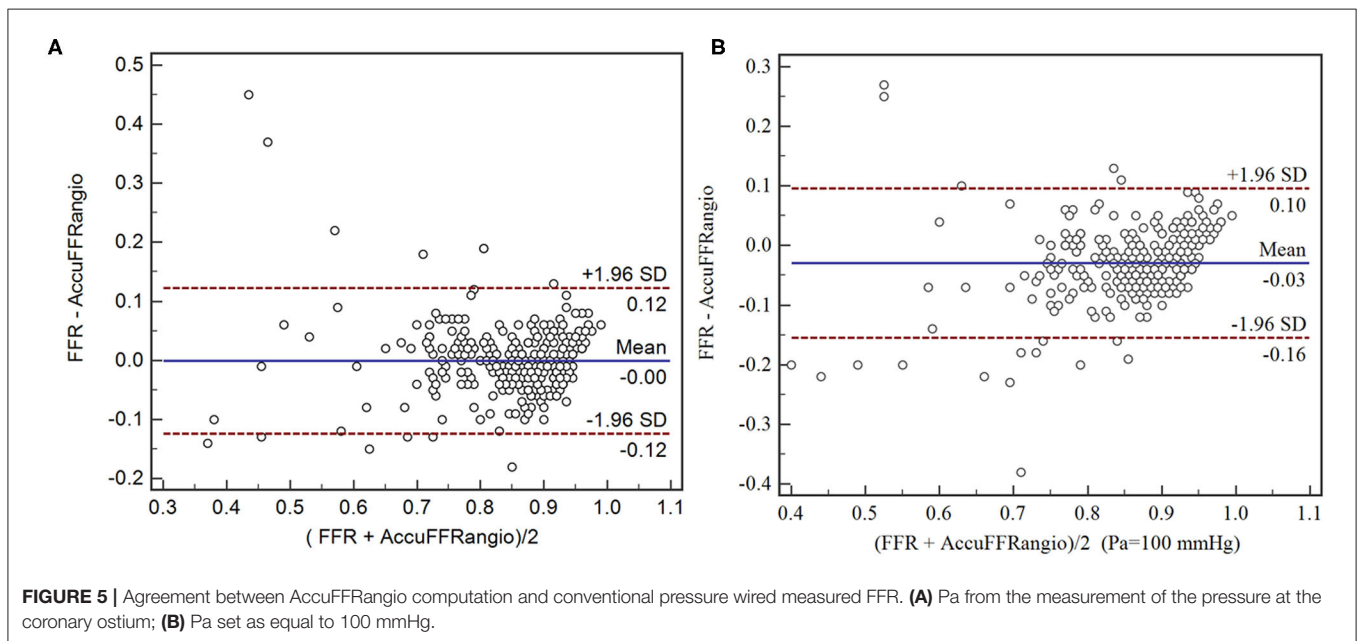 A
0.5
0.4
0.3
0.2
0.1
0.0
-0.1
-0.2
FFR - AccuFFRangio
+1.96 SD
0.12
Mean
-0.00
-1.96 SD
-0.12
0.3 0.4 0.5 0.6 0.7 0.8 0.9 1.0 1.1
( FFR + AccuFFRangio)/2
B
0.3
0.2
0.1
0.0
-0.1
-0.2
-0.3
-0.4
FFR - AccuFFRangio
+1.96 SD
0.10
Mean
-0.03
-1.96 SD
-0.16
0.4 0.5 0.6 0.7 0.8 0.9 1.0 1.1
(FFR + AccuFFRangio)/2 (Pa=100 mmHg)
FIGURE 5 | Agreement between AccuFFRangio computation and conventional pressure wired measured FFR. (A) Pa from the measurement of the pressure at the
coronary ostium; (B) Pa set as equal to 100 mmHg.